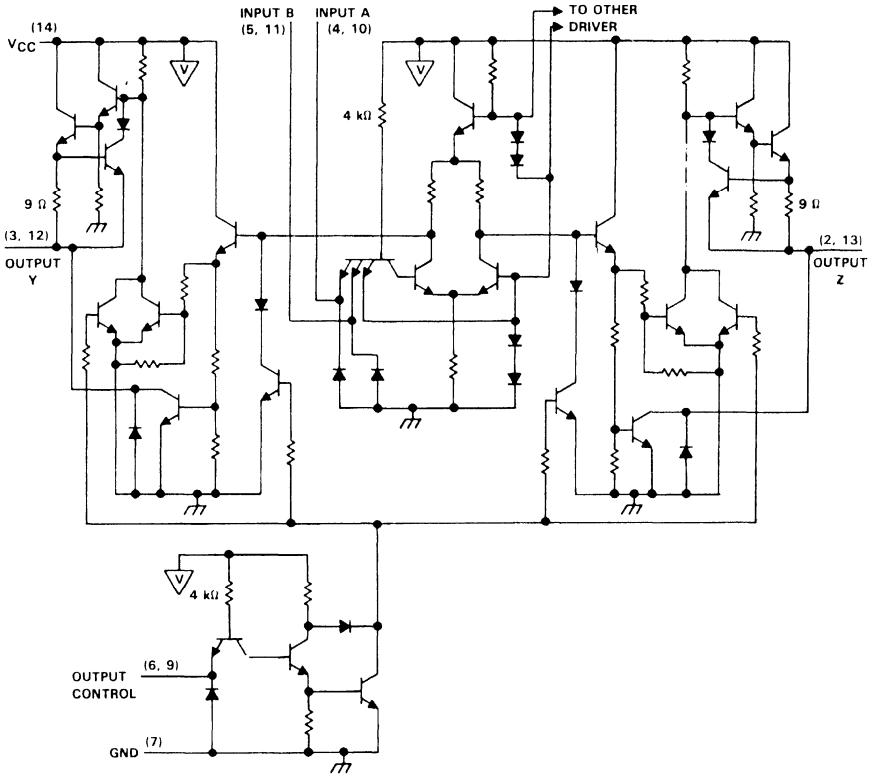 INPUT B
(5, 11)
INPUT A
(4, 10)
TO OTHER
DRIVER
(14)
VCC
V
V
4 kΩ
9 Ω
9 Ω
(3, 12)
OUTPUT
Y
(2, 13)
OUTPUT
Z
V
4 kΩ
(6, 9)
OUTPUT
CONTROL
(7)
GND